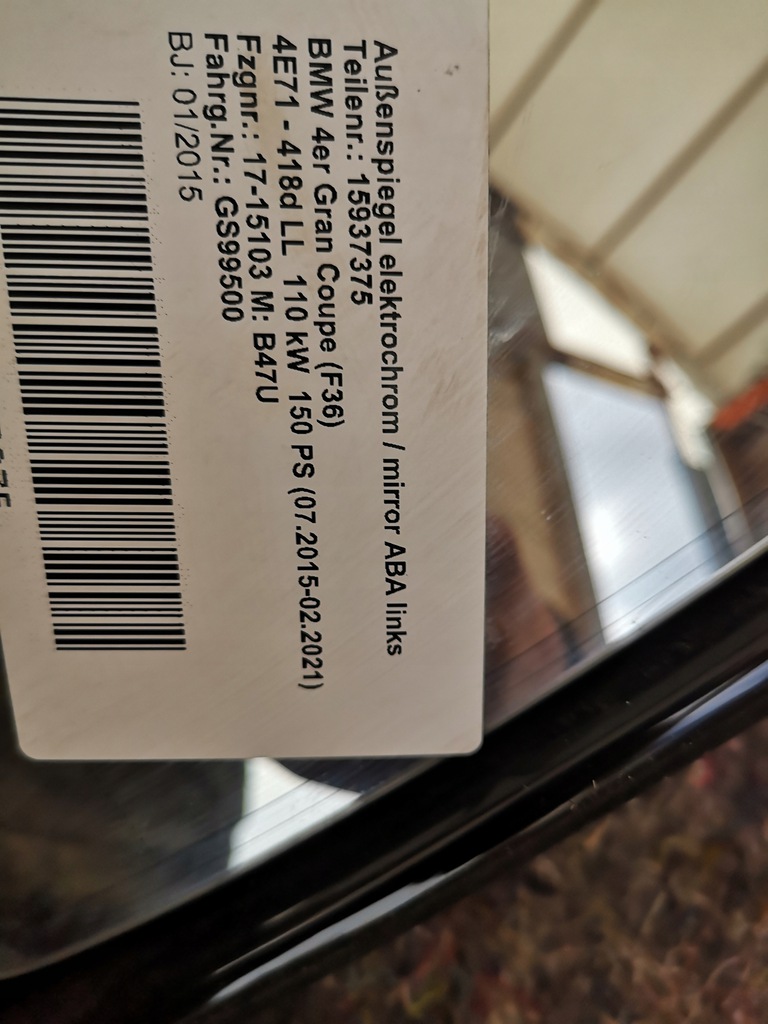 Außenspiegel elektrochrom / mirror ABA links
Teilenr.: 15937375
BMW 4er Gran Coupe (F36)
4E71 - 418d LL 110 kW 150 PS (07.2015-02.2021)
Fzgnr.: 17-15103 M: B47U
Fahrg.Nr.: GS99500
BJ: 01/2015